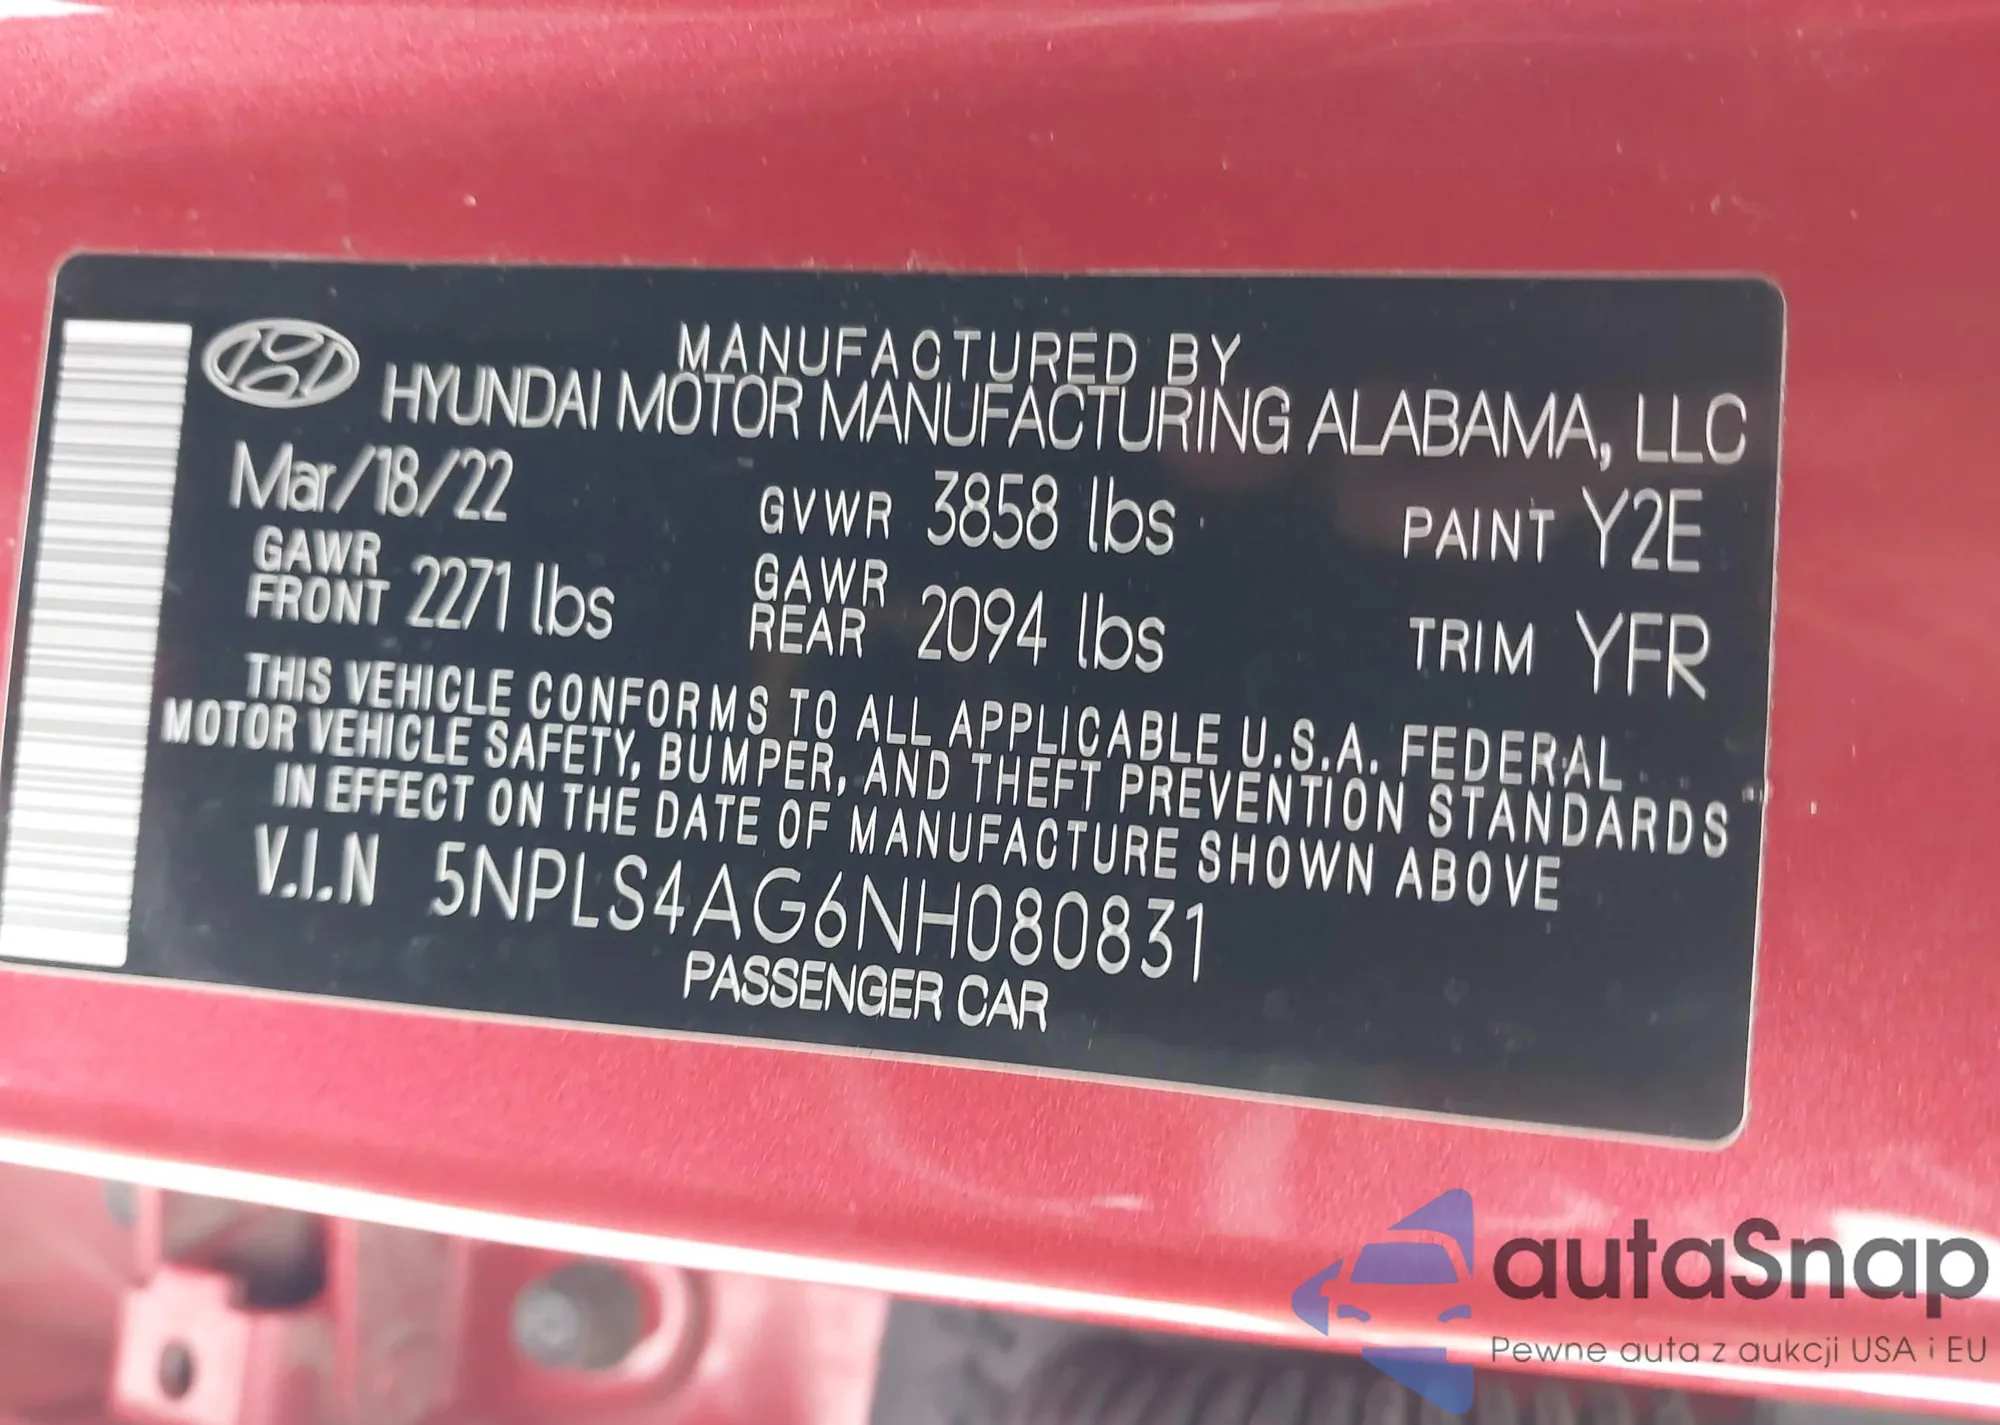 MANUFACTURED BY
HYUNDAI MOTOR MANUFACTURING ALABAMA, LLC
Mar/18/22 GVWR 3858 lbs PAINT Y2E
GAWR FRONT 2271 lbs GAWR REAR 2094 lbs TRIM YFR
THIS VEHICLE CONFORMS TO ALL APPLICABLE U.S.A. FEDERAL
MOTOR VEHICLE SAFETY, BUMPER, AND THEFT PREVENTION STANDARDS
IN EFFECT ON THE DATE OF MANUFACTURE SHOWN ABOVE
V.I.N 5NPLS4AG6NH080831
PASSENGER CAR
autaSnap
Pewne auta z aukcji USA i EU